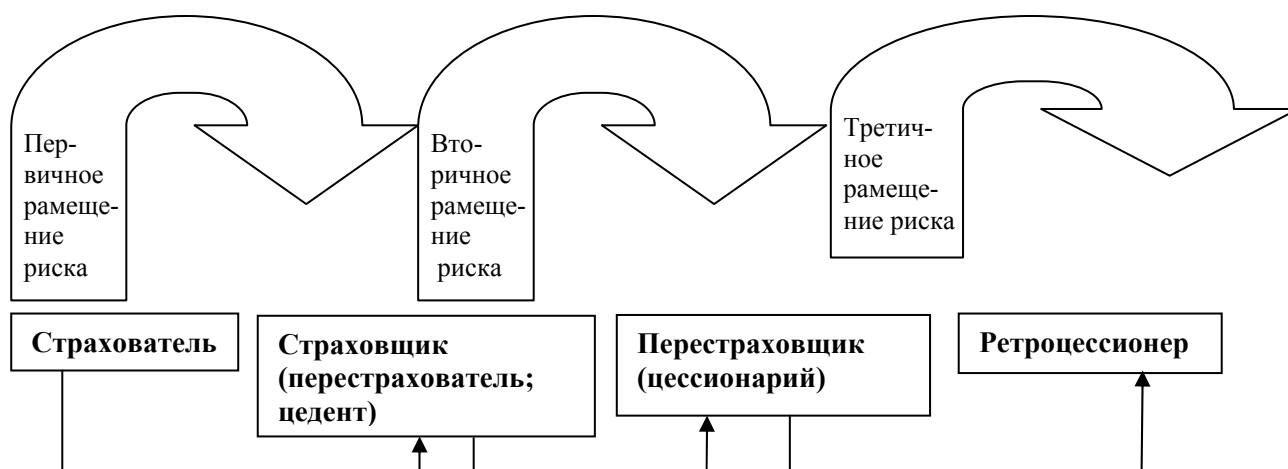 Пер-
вичное
рамеще-
ние
риска
Вто-
ричное
рамеще-
ние
риска
Третич-
ное
рамеще-
ние риска
Страхователь
Страховщик
(перестрахователь;
цедент)
Перестраховщик
(цессионарий)
Ретроцессионер